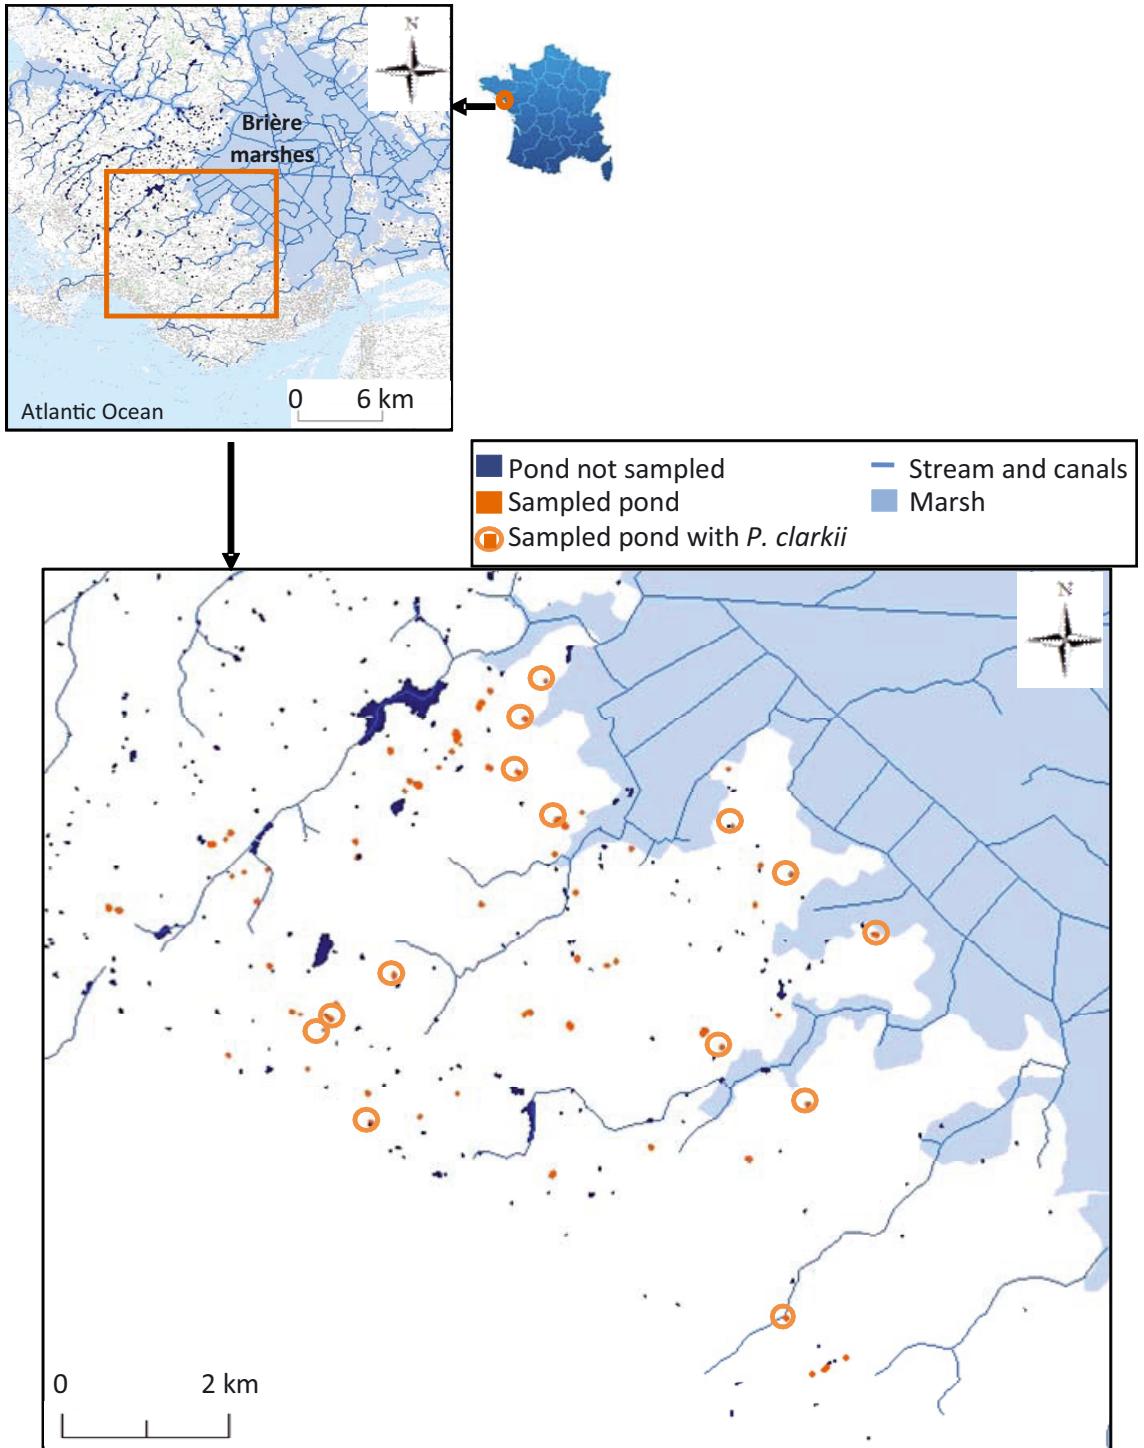 N
Brière
marshes
0 6 km
Atlantic Ocean
Pond not sampled
Stream and canals
Sampled pond
Marsh
Sampled pond with P. clarkii
N
0 2 km